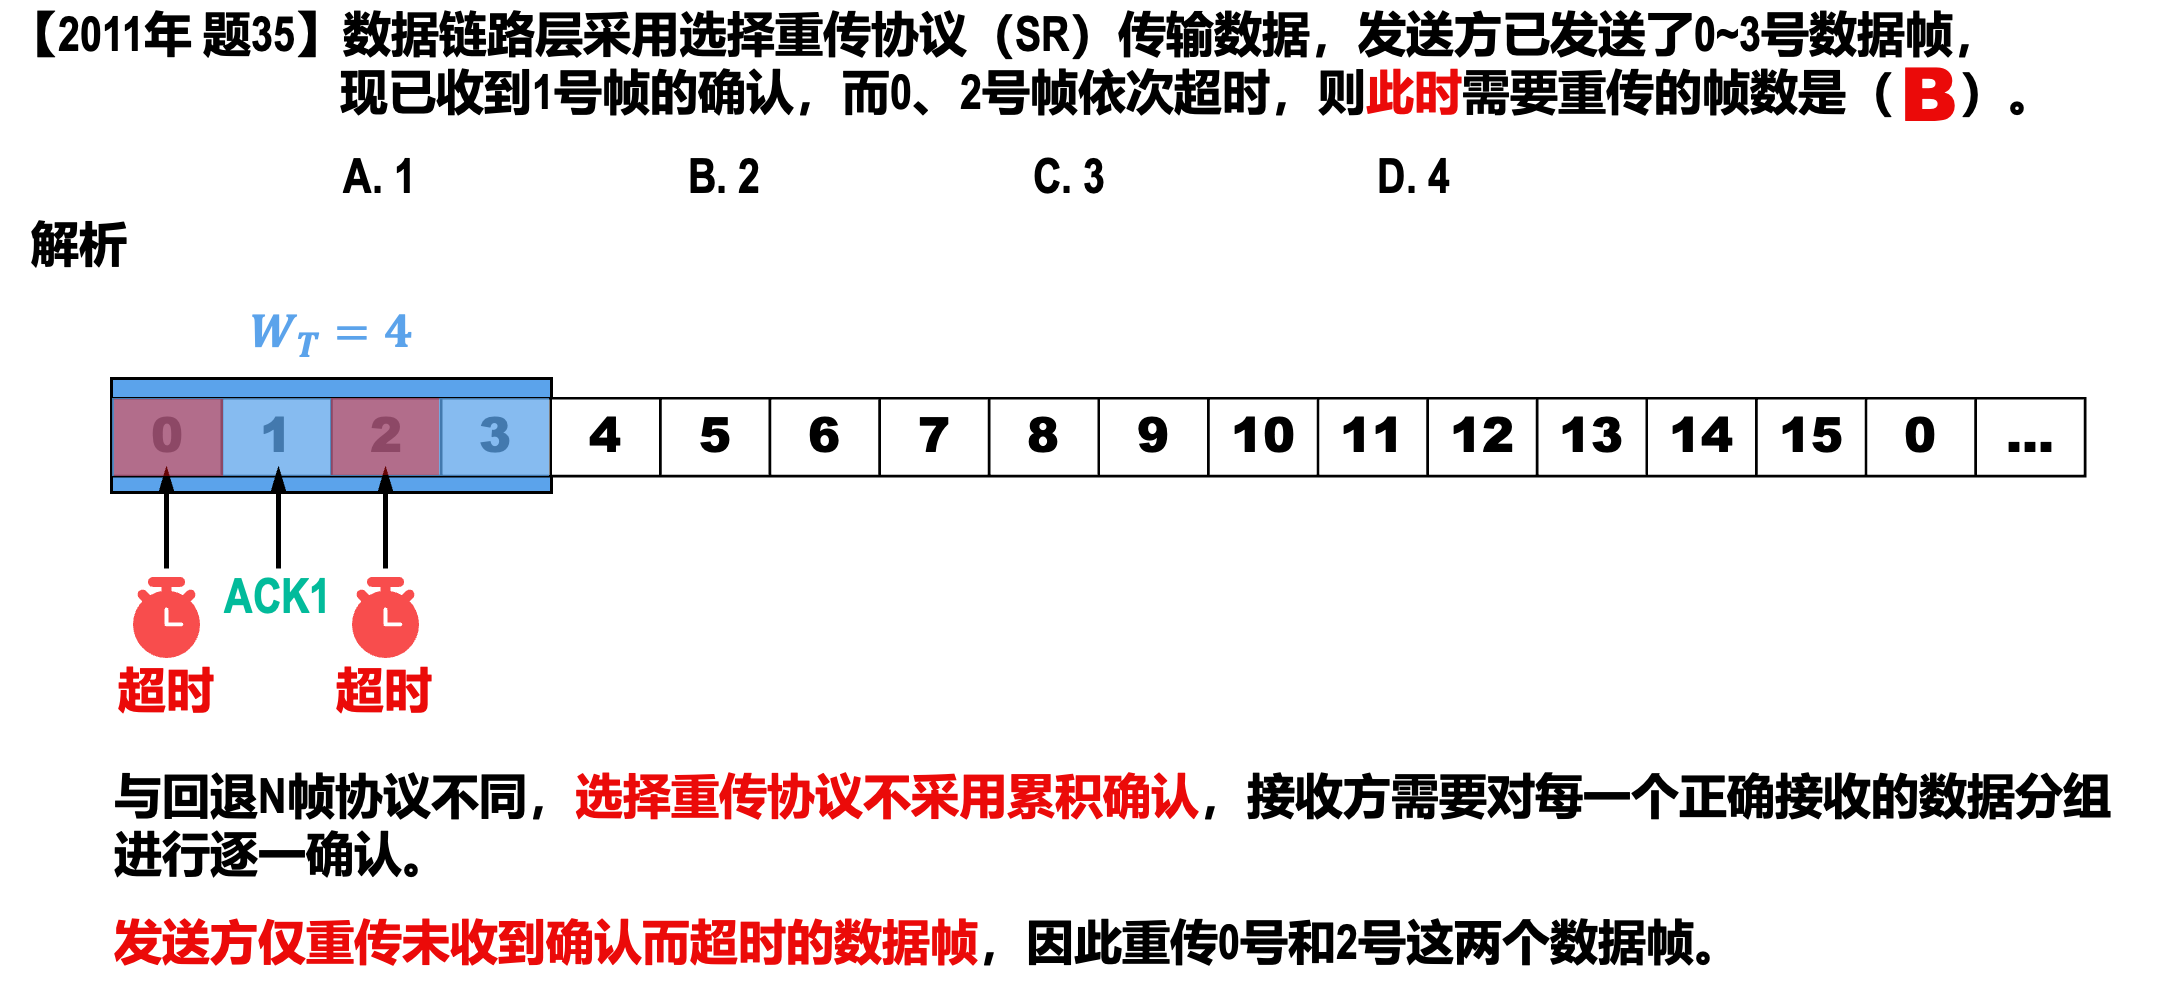 【2011年 题35】数据链路层采用选择重传协议（SR）传输数据，发送方已发送了0~3号数据帧，
现已收到1号帧的确认，而0、2号帧依次超时，则此时需要重传的帧数是（B）。
A. 1 B. 2 C. 3 D. 4
解析
W_T = 4
0 1 2 3 4 5 6 7 8 9 10 11 12 13 14 15 0 ...
ACK1
超时 超时
与回退N帧协议不同，选择重传协议不采用累积确认，接收方需要对每一个正确接收的数据分组
进行逐一确认。
发送方仅重传未收到确认而超时的数据帧，因此重传0号和2号这两个数据帧。